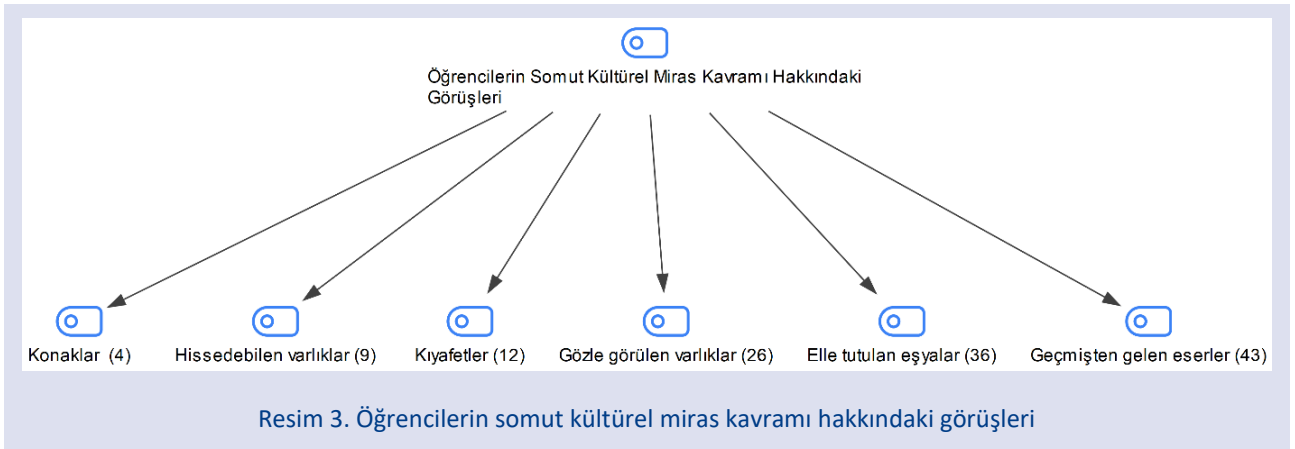 Öğrencilerin Somut Kültürel Miras Kavramı Hakkındaki
Görüşleri
Konaklar (4)
Hissedebilen varlıklar (9)
Kıyafetler (12)
Gözle görülen varlıklar (26)
Elle tutulan eşyalar (36)
Geçmişten gelen eserler (43)
Resim 3. Öğrencilerin somut kültürel miras kavramı hakkındaki görüşleri